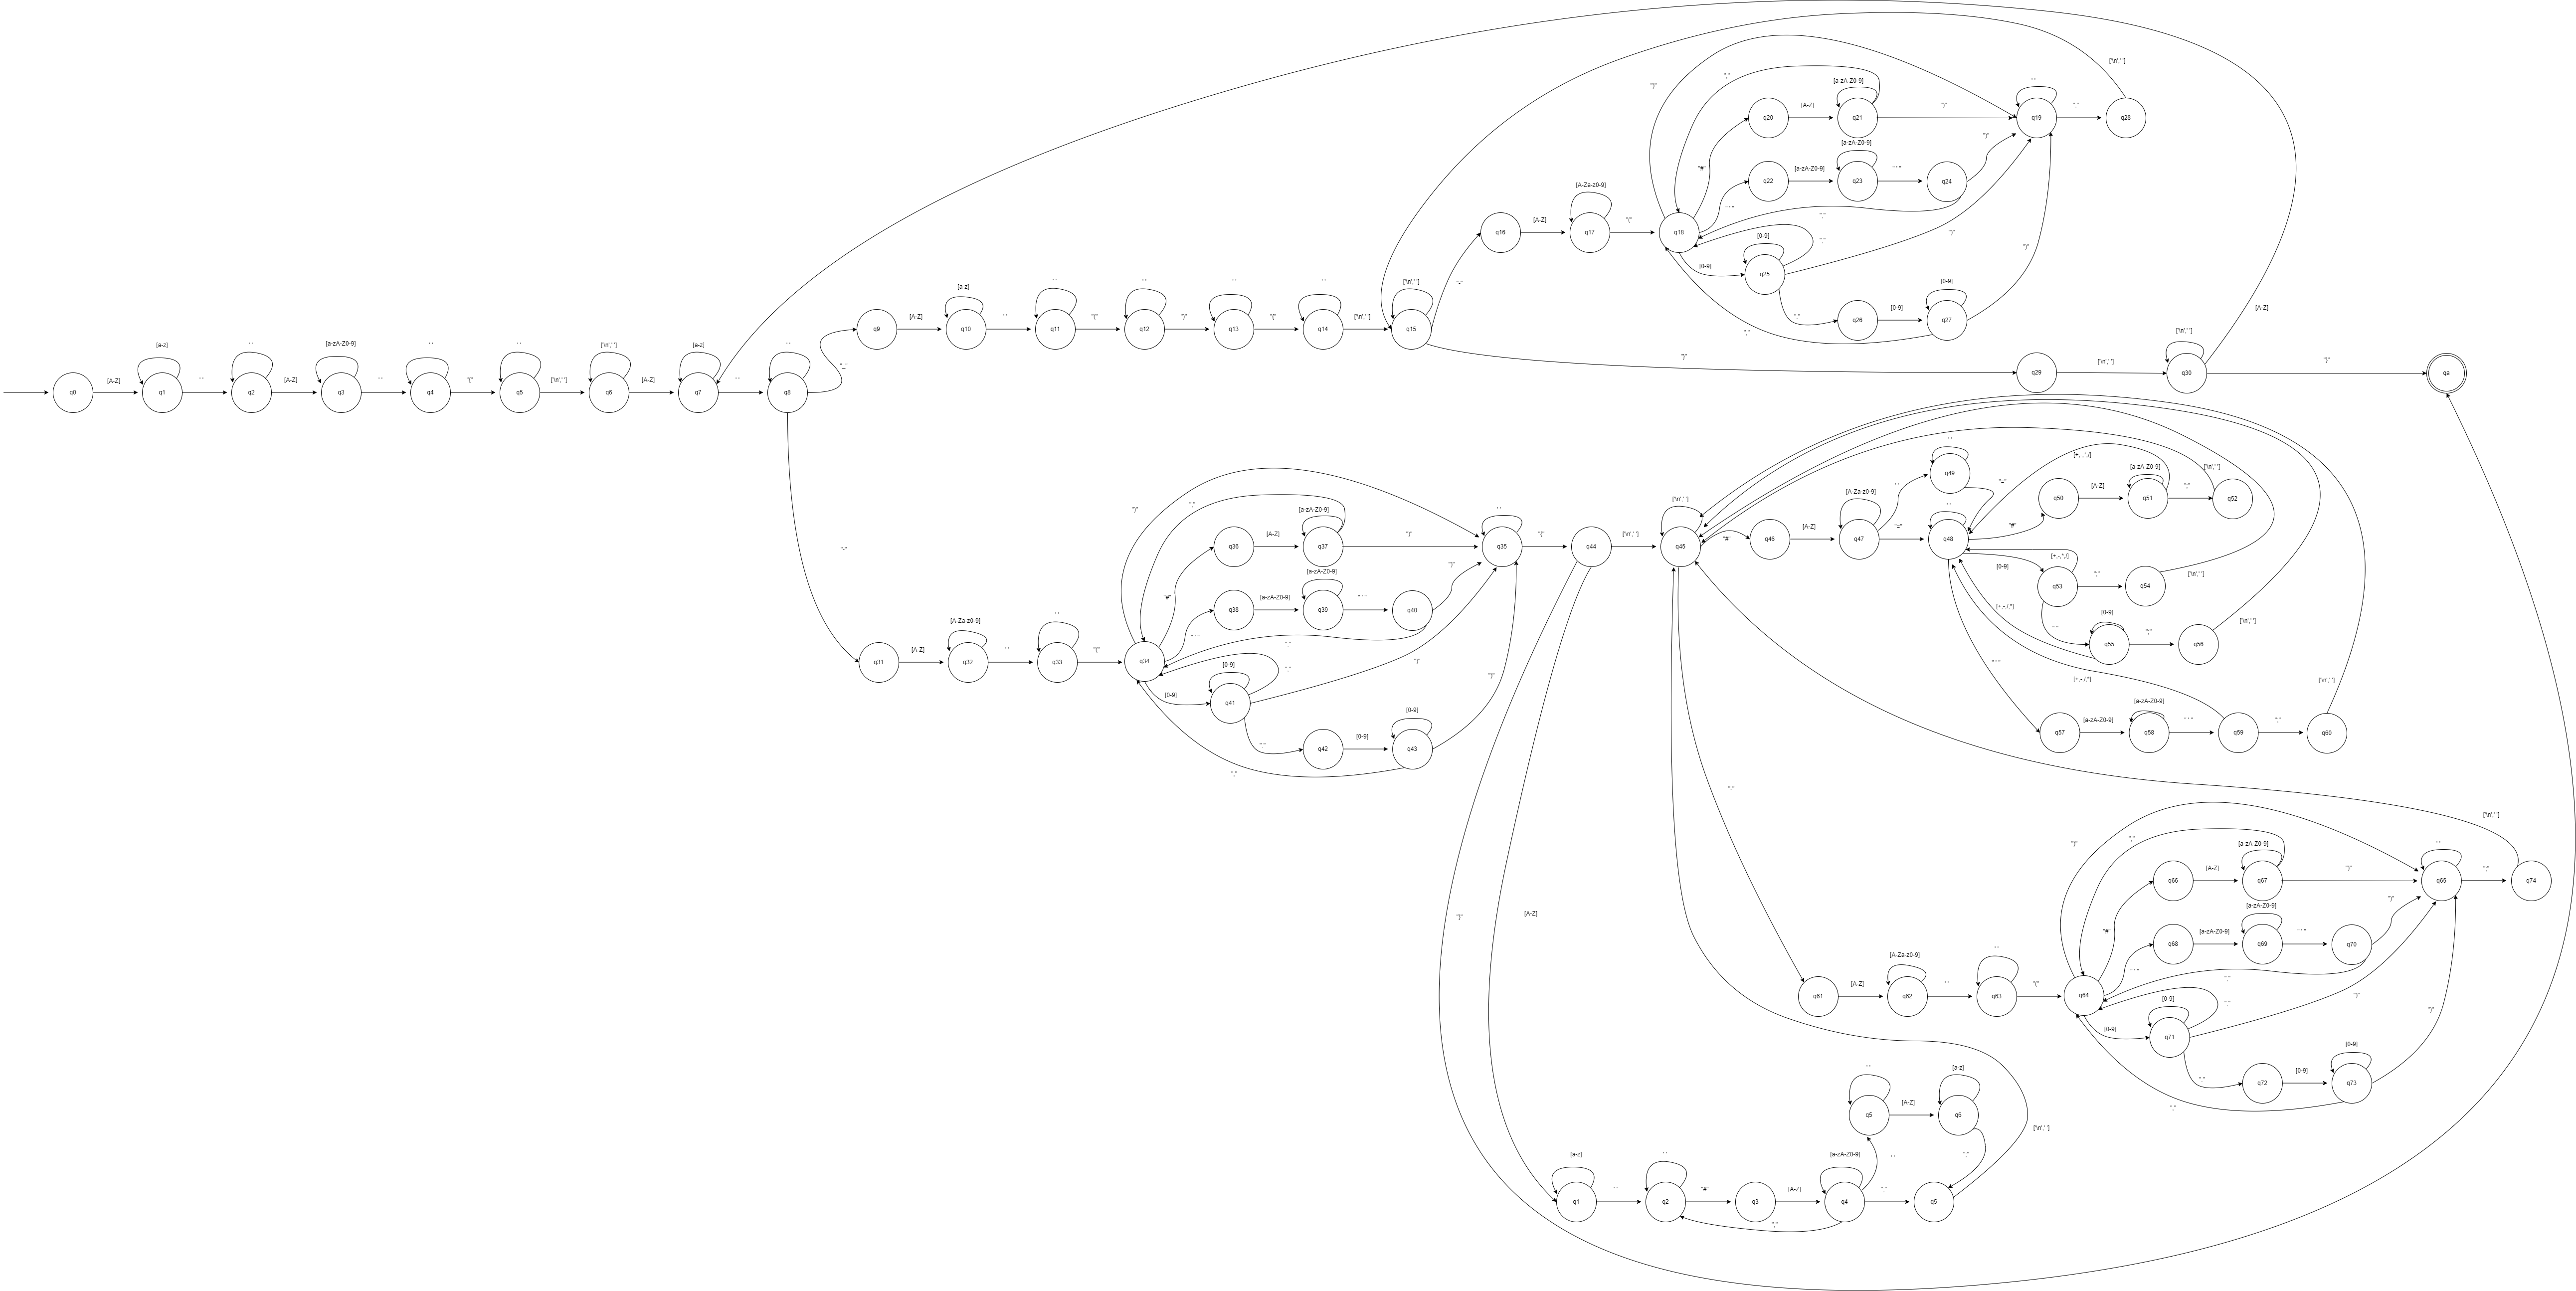 q0
[A-Z]
q1
[a-z]
' '
q2
' '
[A-Z]
q3
[a-zA-Z0-9]
' '
q4
' '
q5
' '
['\n',' ']
q6
['\n',' ']
[A-Z]
q7
[a-z]
' '
q8
' '
q9
[A-Z]
q10
[a-z]
' '
q11
' '
"("
q12
' '
")"
q13
' '
q14
' '
['\n',' ']
q15
['\n',' ']
q16
[A-Z]
q17
[A-Za-z0-9]
"("
q18
"#"
q20
[A-Z]
q21
[a-zA-Z0-9]
")"
q19
' '
q28
['\n',' ']
q22
[a-zA-Z0-9]
q23
[a-zA-Z0-9]
q24
")"
[0-9]
q25
[0-9]
")"
q26
[0-9]
q27
[0-9]
")"
q29
['\n',' ']
q30
['\n',' ']
[A-Z]
qa
q31
[A-Z]
q32
[A-Za-z0-9]
' '
q33
' '
"("
q34
")"
"#"
q36
[A-Z]
q37
[a-zA-Z0-9]
")"
q35
' '
q38
[a-zA-Z0-9]
q39
[a-zA-Z0-9]
q40
")"
[0-9]
q41
[0-9]
")"
q42
[0-9]
q43
[0-9]
")"
q44
['\n',' ']
q45
['\n',' ']
"#"
q46
[A-Z]
q47
[A-Za-z0-9]
' '
q49
' '
"="
"="
q48
' '
"#"
q50
[A-Z]
q51
[a-zA-Z0-9]
q52
['\n',' ']
[0-9]
q53
q54
['\n',' ']
q55
[0-9]
q56
['\n',' ']
q57
[a-zA-Z0-9]
q58
[a-zA-Z0-9]
q59
q60
['\n',' ']
[A-Z]
q61
[A-Z]
q62
[A-Za-z0-9]
' '
q63
' '
"("
q64
")"
"#"
q66
[A-Z]
q67
[a-zA-Z0-9]
")"
q65
' '
q74
['\n',' ']
q68
[a-zA-Z0-9]
q69
[a-zA-Z0-9]
q70
")"
[0-9]
q71
[0-9]
")"
q72
[0-9]
q73
[0-9]
")"
q1
[a-z]
' '
q2
' '
"#"
q3
[A-Z]
q4
[a-zA-Z0-9]
' '
q5
' '
[A-Z]
q6
[a-z]
q5
['\n',' ']